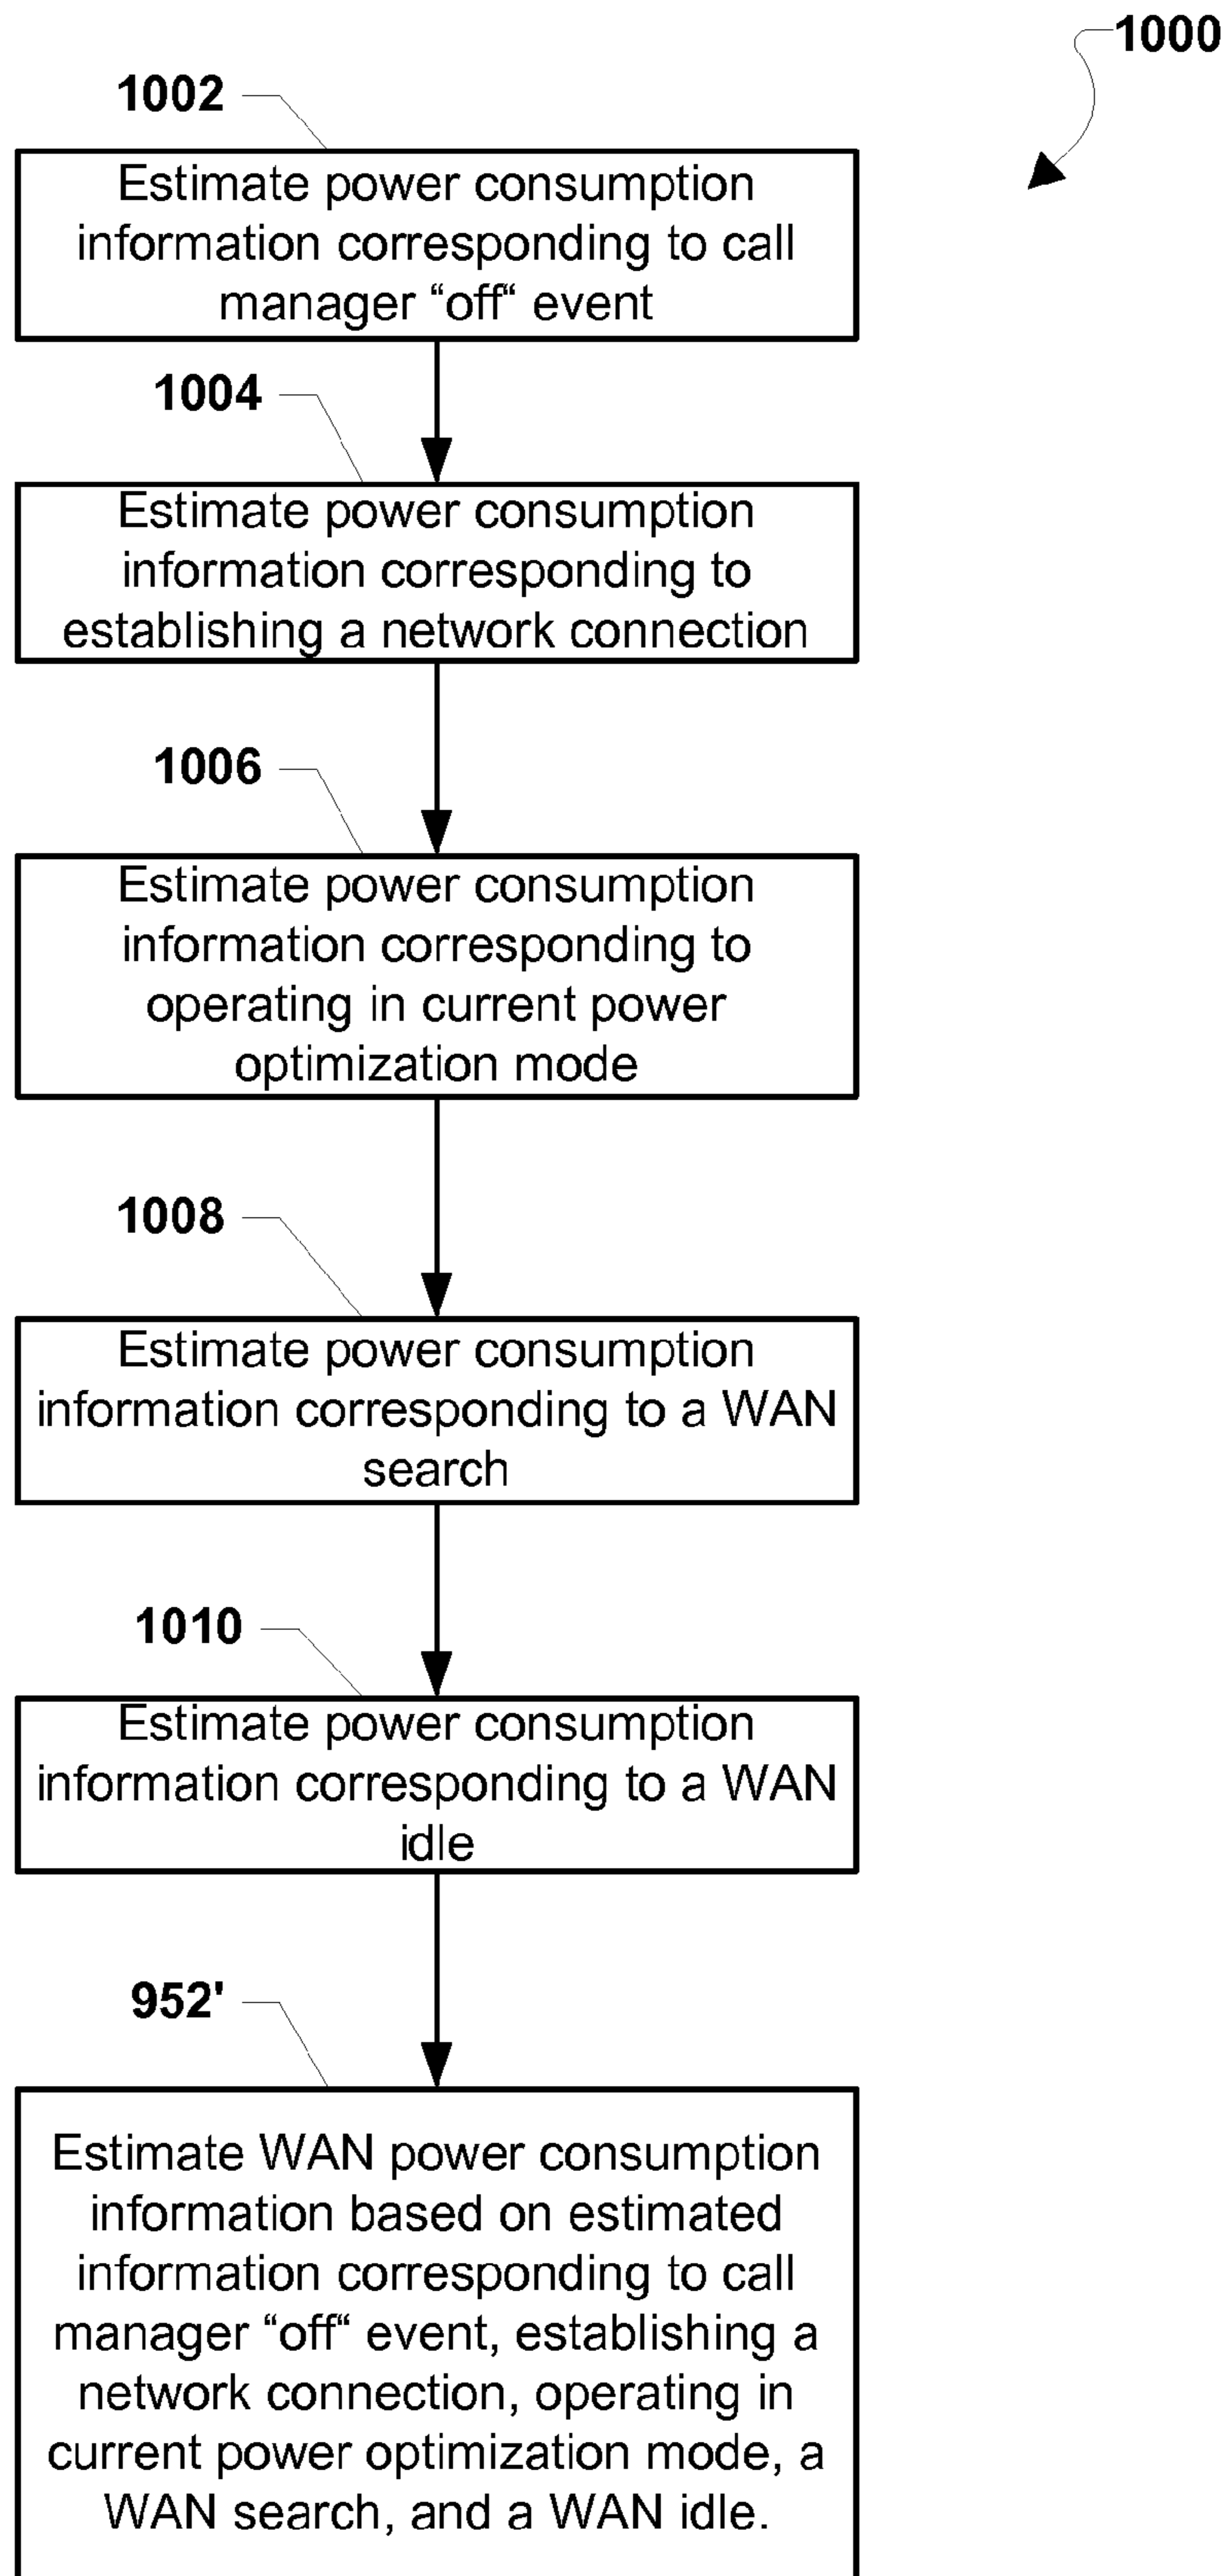 1000
1002
Estimate power consumption
information corresponding to call
manager “off“ event
1004
Estimate power consumption
information corresponding to
establishing a network connection
1006
Estimate power consumption
information corresponding to
operating in current power
optimization mode
1008
Estimate power consumption
information corresponding to a WAN
search
1010
Estimate power consumption
information corresponding to a WAN
idle
952'
Estimate WAN power consumption
information based on estimated
information corresponding to call
manager “off“ event, establishing a
network connection, operating in
current power optimization mode, a
WAN search, and a WAN idle.